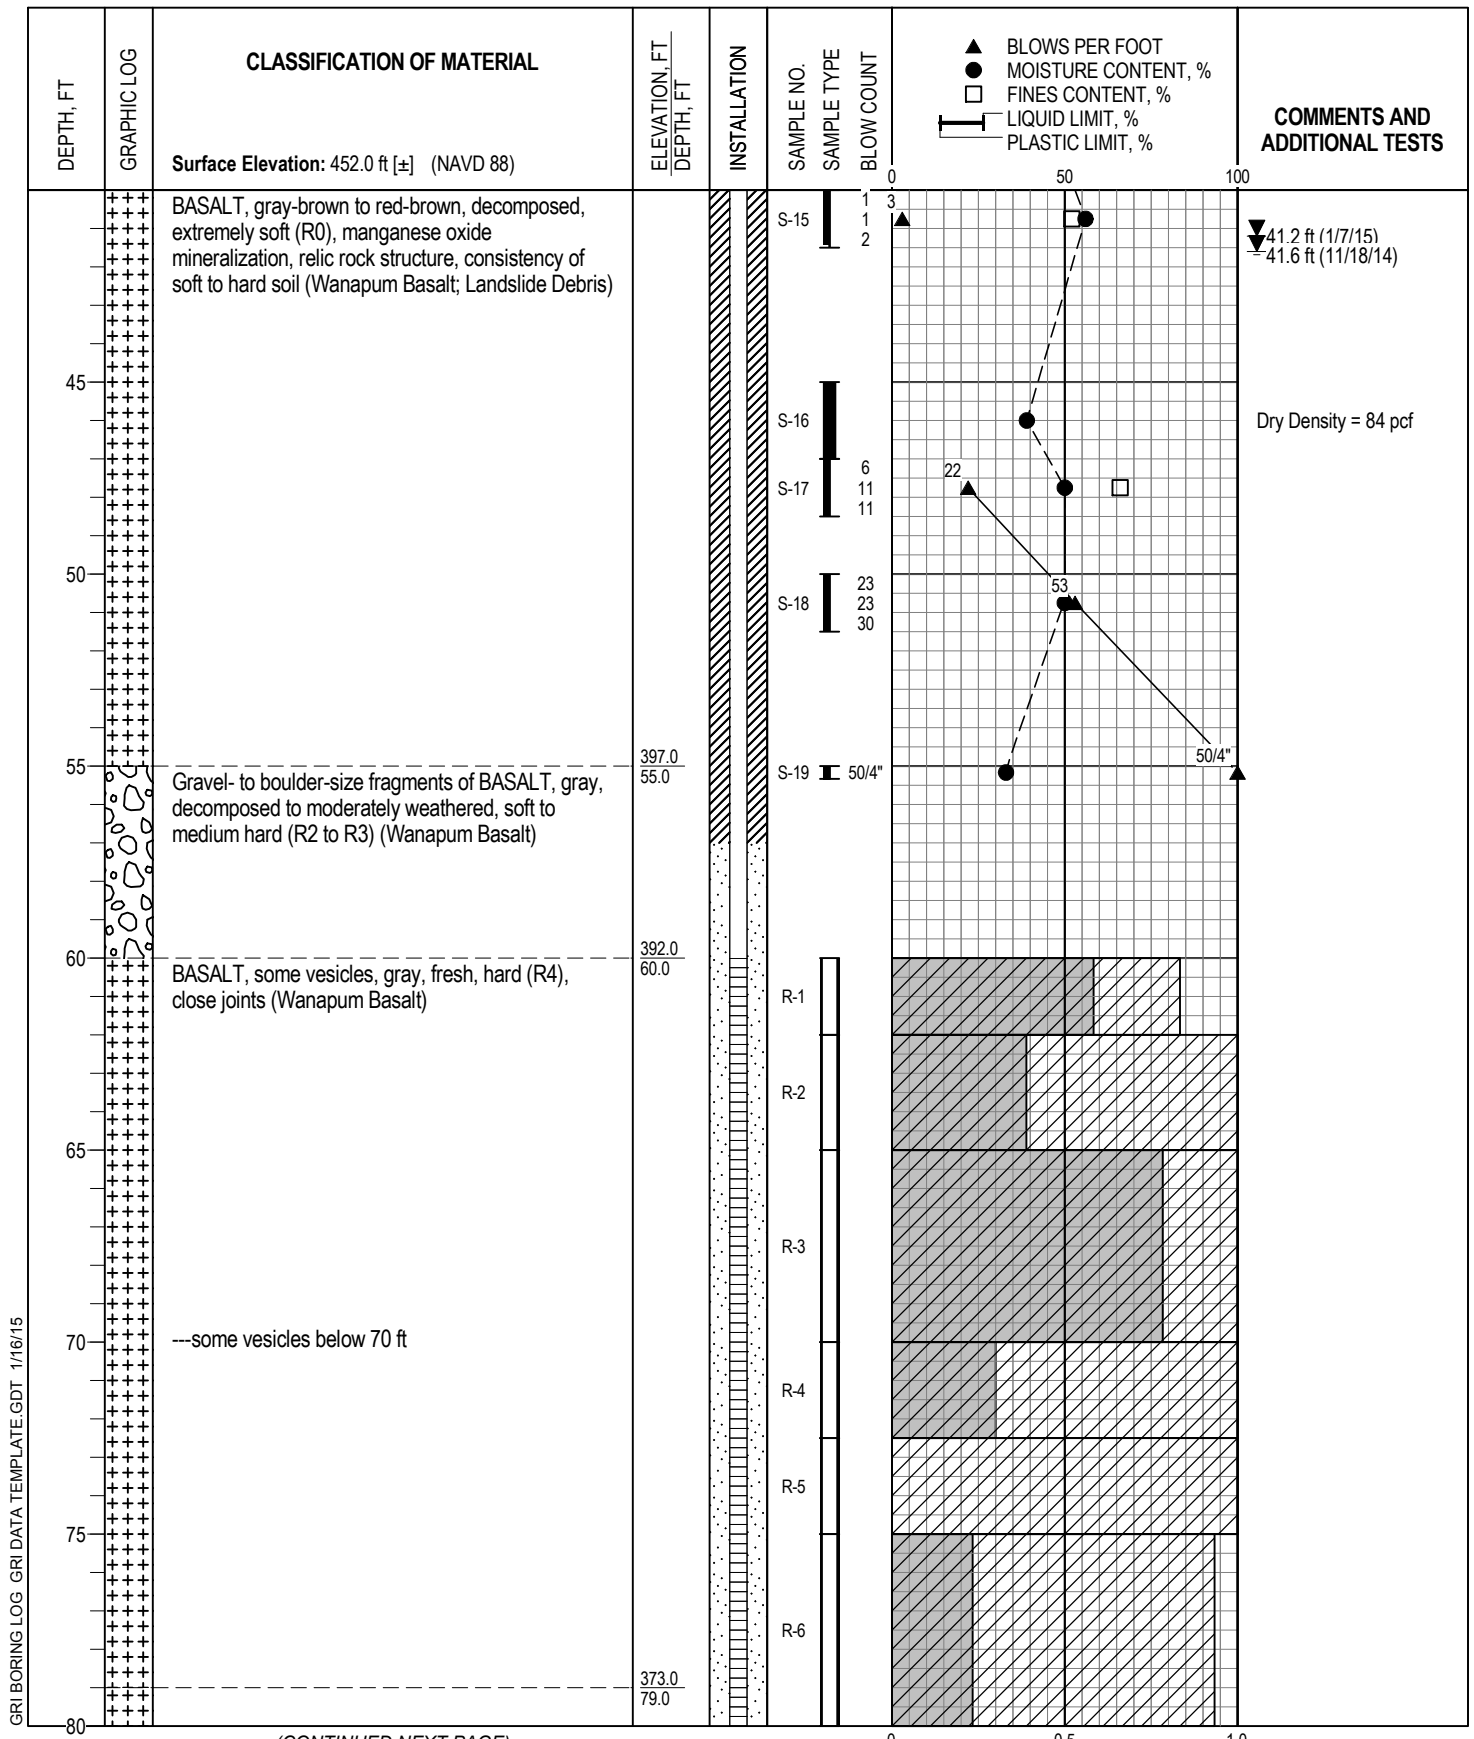 DEPTH, FT
GRAPHIC LOG
CLASSIFICATION OF MATERIAL
Surface Elevation: 452.0 ft [±] (NAVD 88)
ELEVATION, FT
DEPTH, FT
INSTALLATION
SAMPLE NO.
SAMPLE TYPE
BLOW COUNT
BLOWS PER FOOT
MOISTURE CONTENT, %
FINES CONTENT, %
LIQUID LIMIT, %
PLASTIC LIMIT, %
0 50 100
COMMENTS AND
ADDITIONAL TESTS
BASALT, gray-brown to red-brown, decomposed,
extremely soft (R0), manganese oxide
mineralization, relic rock structure, consistency of
soft to hard soil (Wanapum Basalt; Landslide Debris)
S-15
1
1
2
3
41.2 ft (1/7/15)
41.6 ft (11/18/14)
45
S-16
Dry Density = 84 pcf
S-17
6
11
11
22
50
S-18
23
23
30
53
55
397.0
55.0
S-19
50/4"
50/4"
Gravel- to boulder-size fragments of BASALT, gray,
decomposed to moderately weathered, soft to
medium hard (R2 to R3) (Wanapum Basalt)
60
392.0
60.0
BASALT, some vesicles, gray, fresh, hard (R4),
close joints (Wanapum Basalt)
R-1
R-2
65
R-3
70
---some vesicles below 70 ft
R-4
R-5
75
R-6
373.0
79.0
80
(CONTINUED NEXT PAGE)
0 0.5 1.0
GRI BORING LOG GRI DATA TEMPLATE.GDT 1/16/15